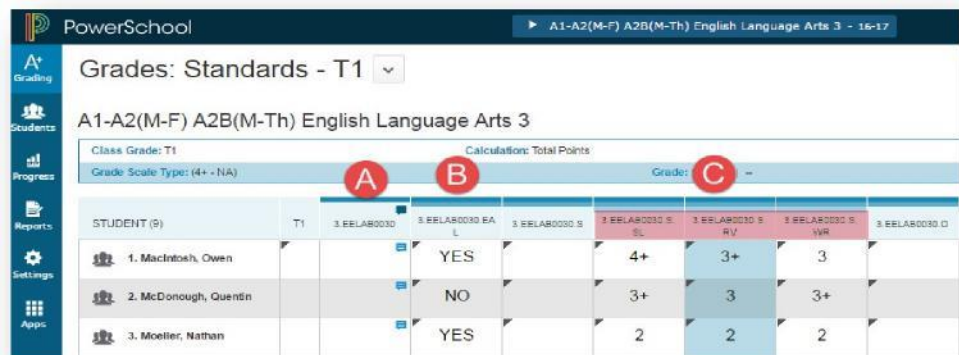 PowerSchool
A1-A2(M-F) A2B(M-Th) English Language Arts 3 - 16-17
A+
Grading
Students
Progress
Reports
Settings
Apps
Grades: Standards - T1
A1-A2(M-F) A2B(M-Th) English Language Arts 3
Class Grade: T1 Calculation: Total Points
Grade Scale Type: (4+ - NA) Grade: --
A B C
STUDENT (9) T1 3.EELAB0030 3.EELAB0030.EA 3.EELAB0030.S 3.EELAB0030.S. 3.EELAB0030.S. 3.EELAB0030.S. 3.EELAB0030.O
L SL RV WR
1. MacIntosh, Owen YES 4+ 3+ 3
2. McDonough, Quentin NO 3+ 3 3+
3. Moeller, Nathan YES 2 2 2